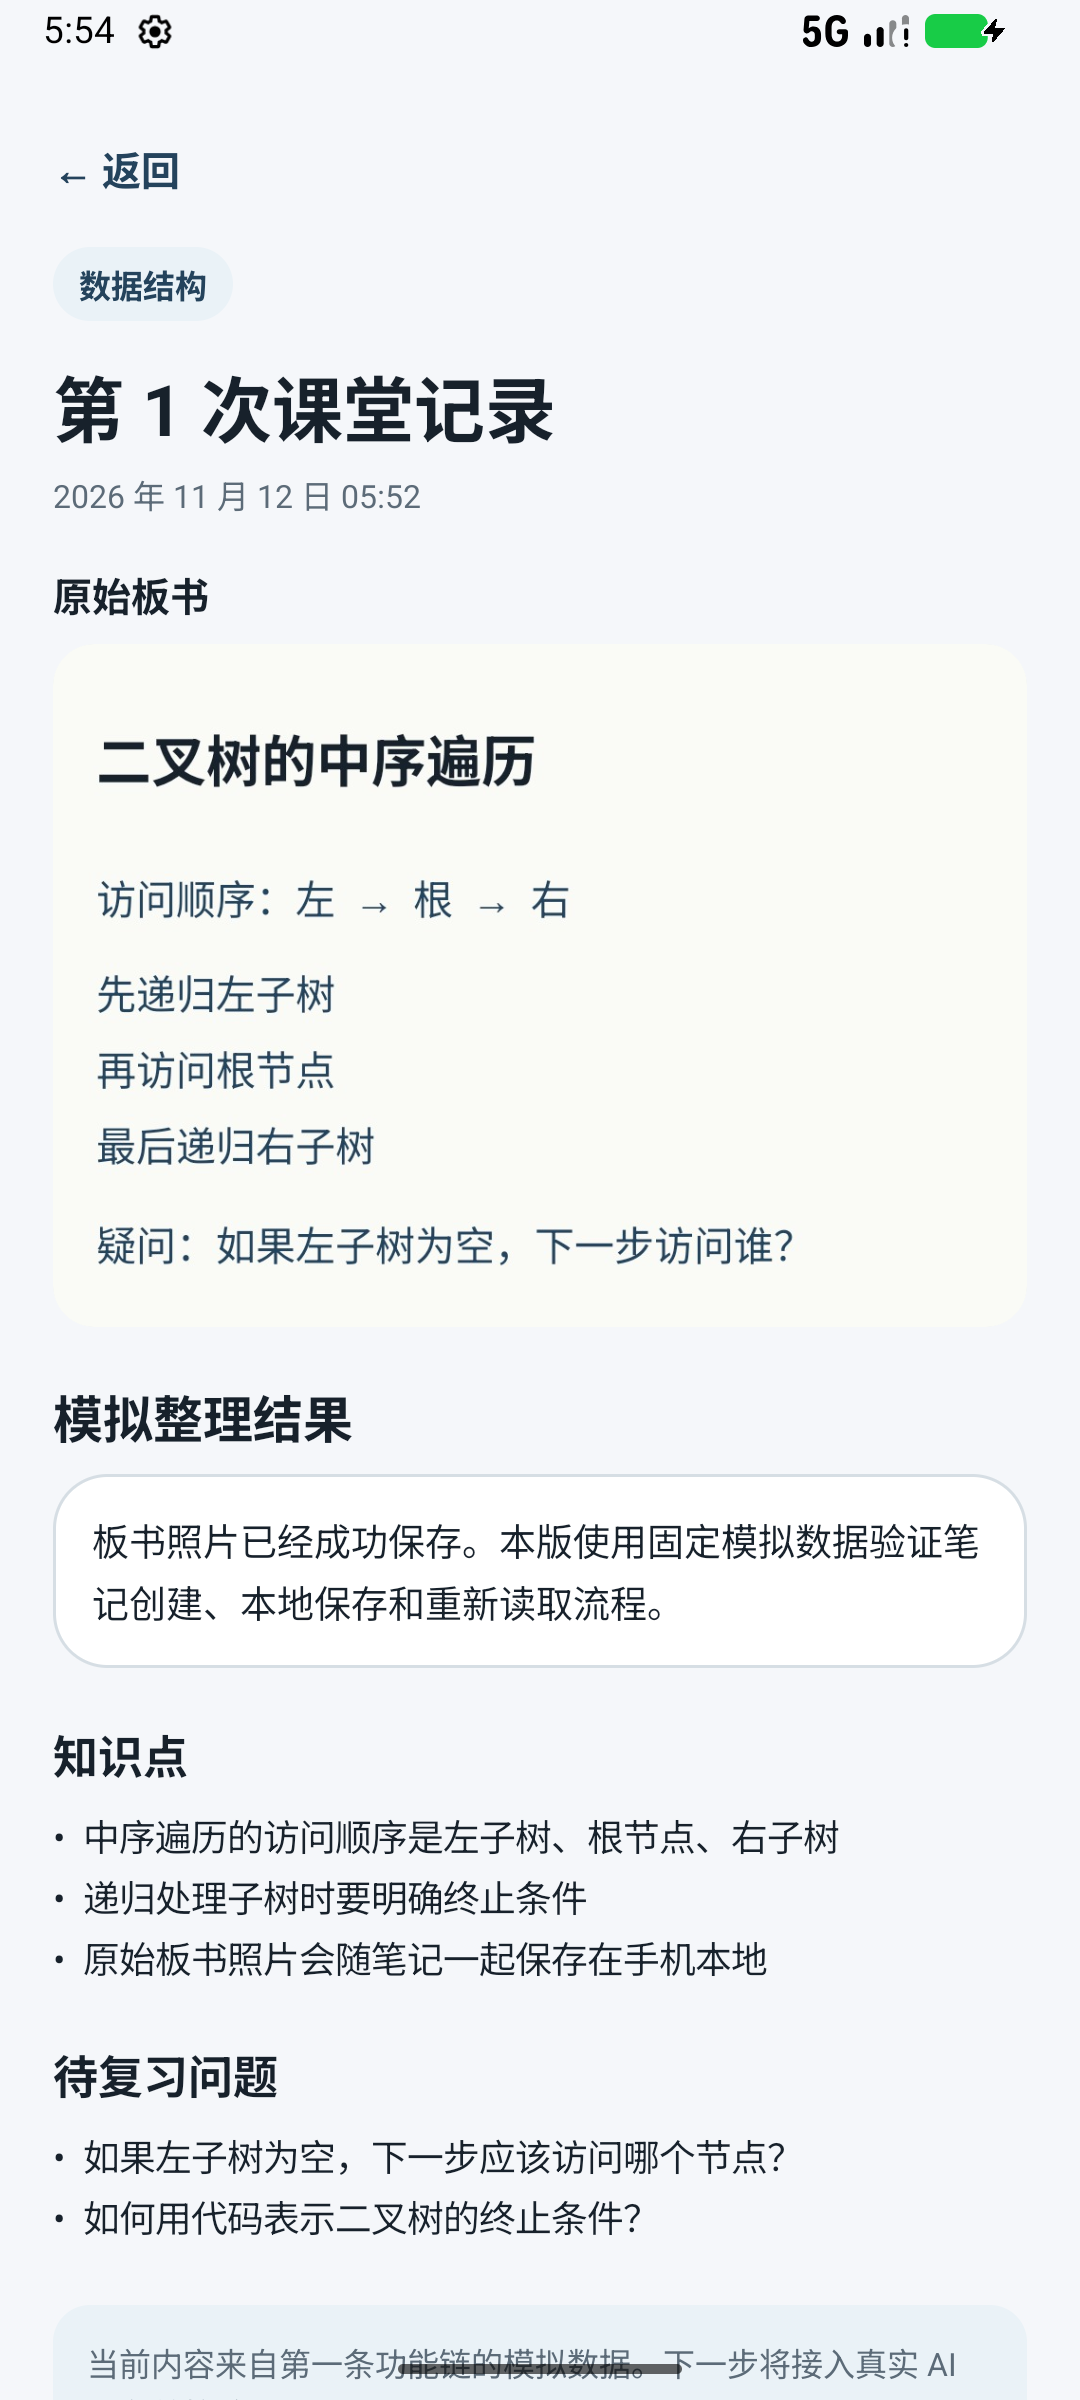 5:54
5G
← 返回
数据结构
第 1 次课堂记录
2026 年 11 月 12 日 05:52
原始板书
二叉树的中序遍历
访问顺序：左 → 根 → 右
先递归左子树
再访问根节点
最后递归右子树
疑问：如果左子树为空，下一步访问谁？
模拟整理结果
板书照片已经成功保存。本版使用固定模拟数据验证笔
记创建、本地保存和重新读取流程。
知识点
• 中序遍历的访问顺序是左子树、根节点、右子树
• 递归处理子树时要明确终止条件
• 原始板书照片会随笔记一起保存在手机本地
待复习问题
• 如果左子树为空，下一步应该访问哪个节点？
• 如何用代码表示二叉树的终止条件？
当前内容来自第一条功能链的模拟数据。下一步将接入真实 AI